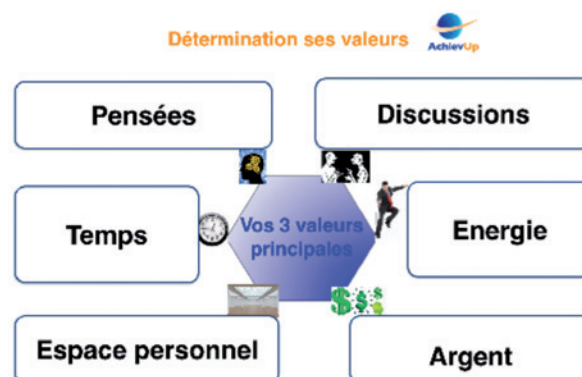 Détermination ses valeurs
AchievUp
Pensées
Discussions
Temps
Vos 3 valeurs
principales
Energie
Espace personnel
Argent